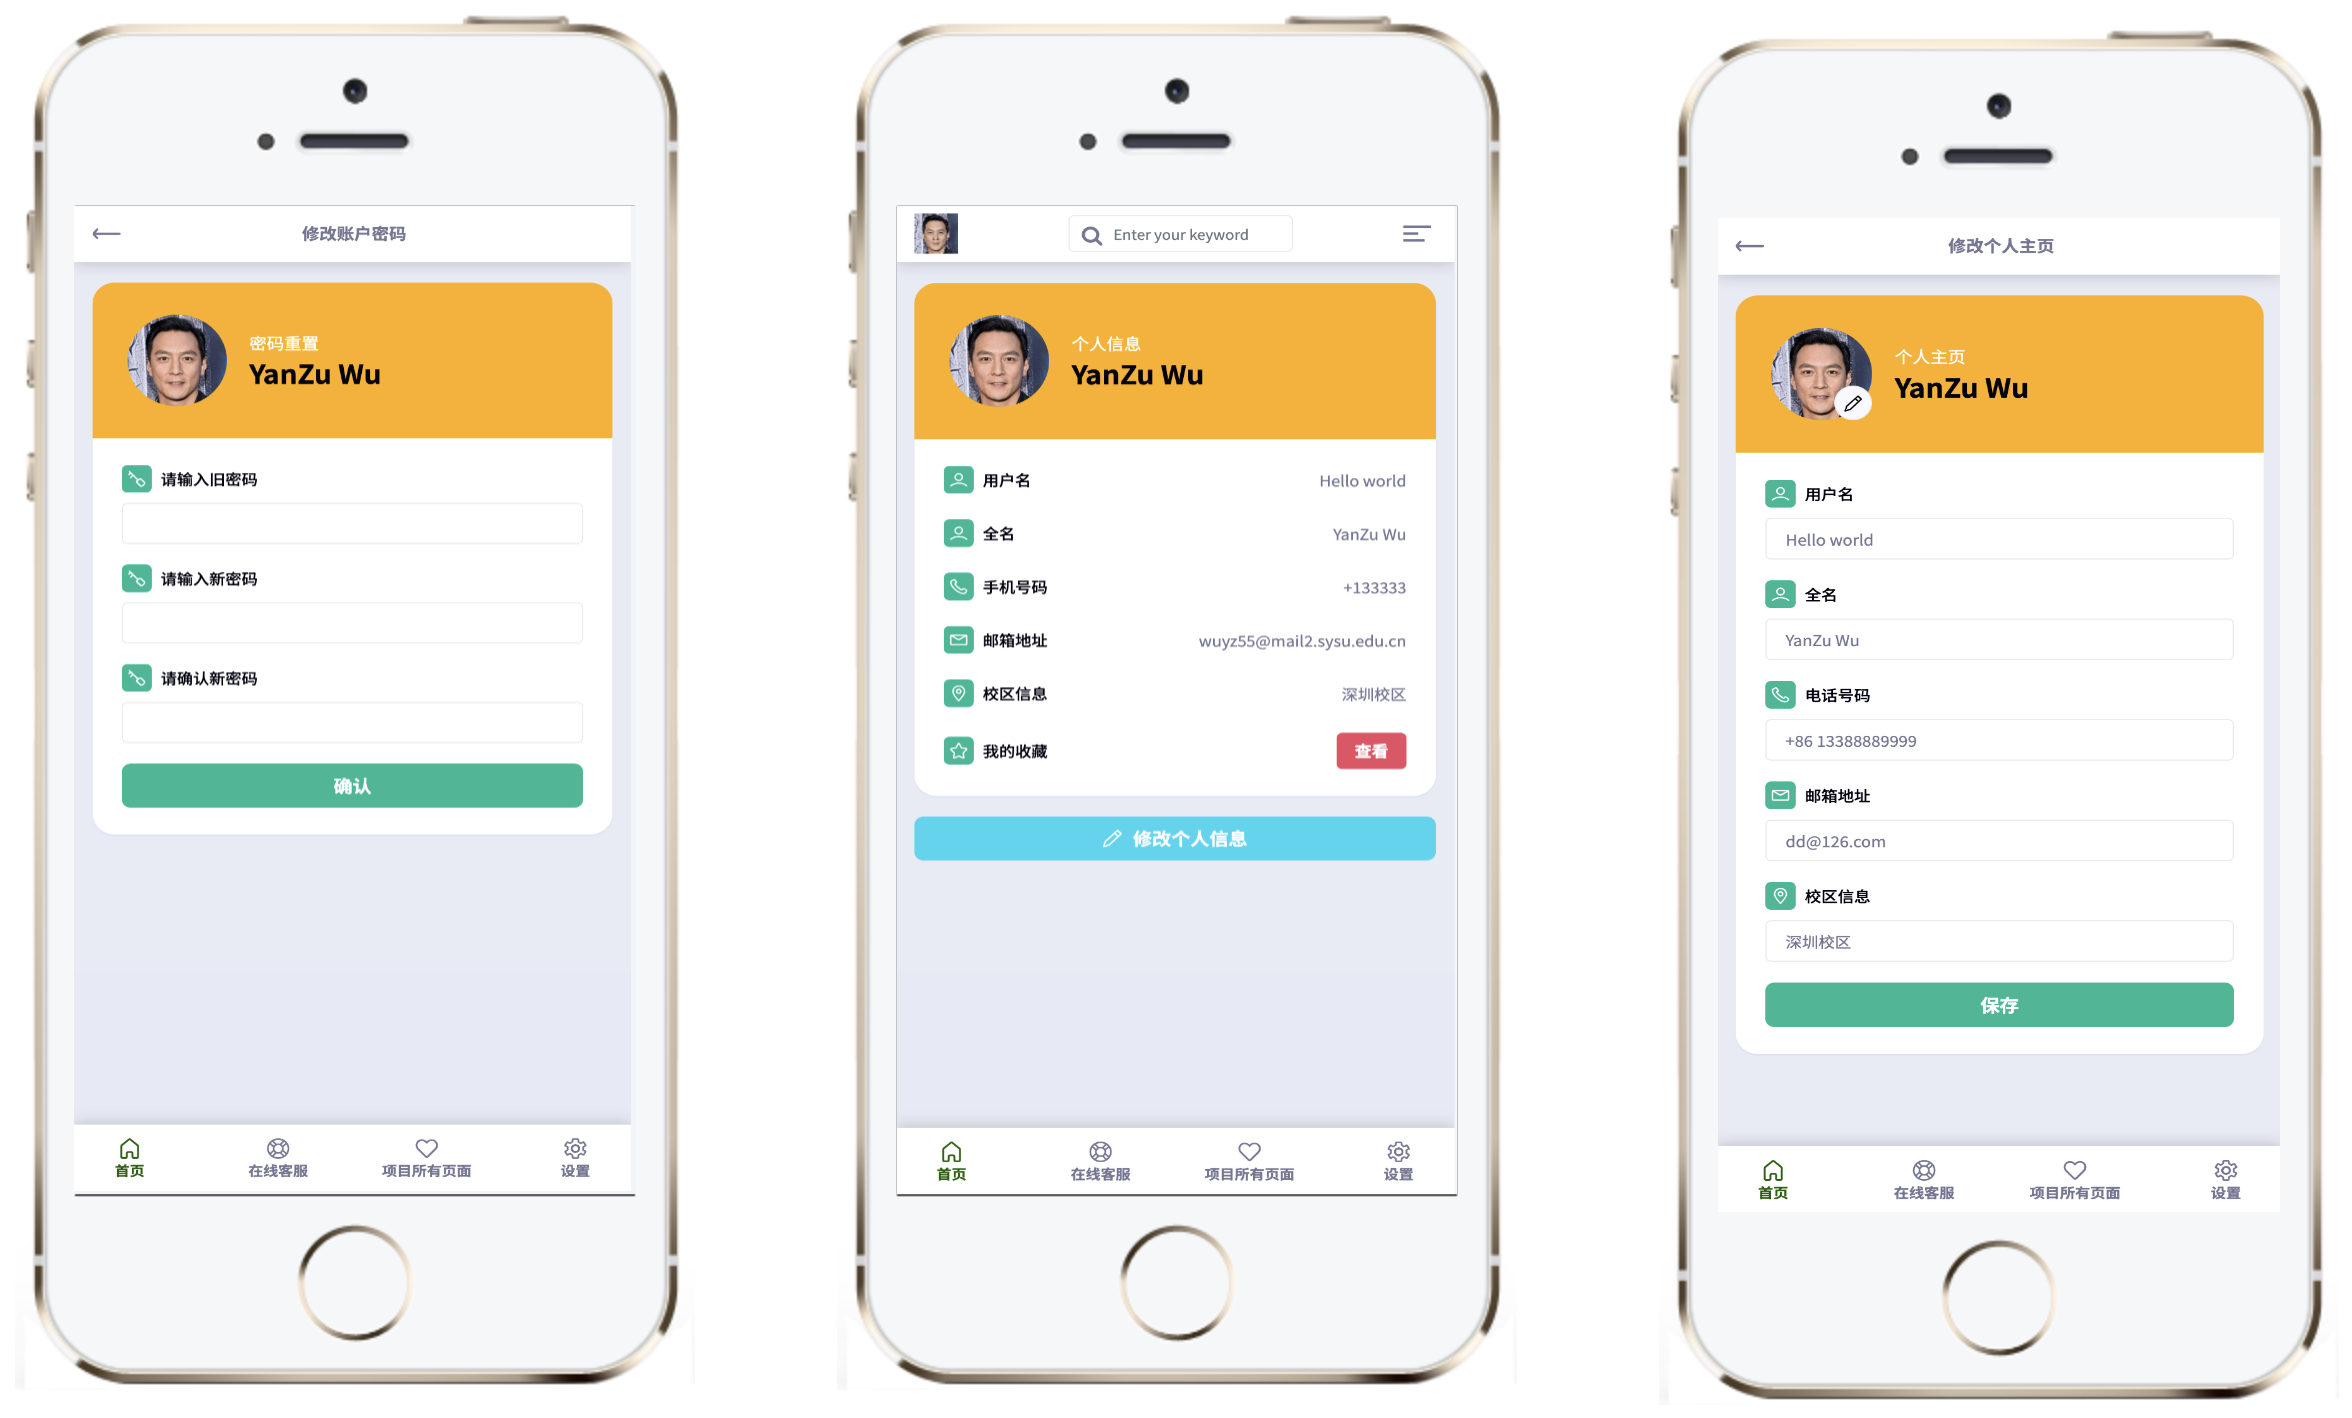 修改账户密码
密码重置
YanZu Wu
请输入旧密码
请输入新密码
请确认新密码
确认
首页
在线客服
项目所有页面
设置
Enter your keyword
个人信息
YanZu Wu
用户名 Hello world
全名 YanZu Wu
手机号码 +133333
邮箱地址 wuyz55@mail2.sysu.edu.cn
校区信息 深圳校区
我的收藏 查看
修改个人信息
首页
在线客服
项目所有页面
设置
修改个人主页
个人主页
YanZu Wu
用户名
Hello world
全名
YanZu Wu
电话号码
+86 13388889999
邮箱地址
dd@126.com
校区信息
深圳校区
保存
首页
在线客服
项目所有页面
设置